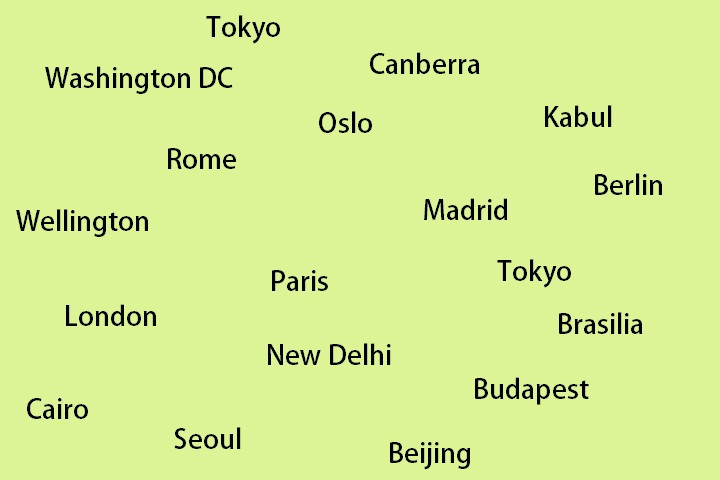 Tokyo
Canberra
Washington DC
Oslo
Kabul
Rome
Berlin
Madrid
Wellington
Paris
Tokyo
London
Brasilia
New Delhi
Budapest
Cairo
Seoul
Beijing